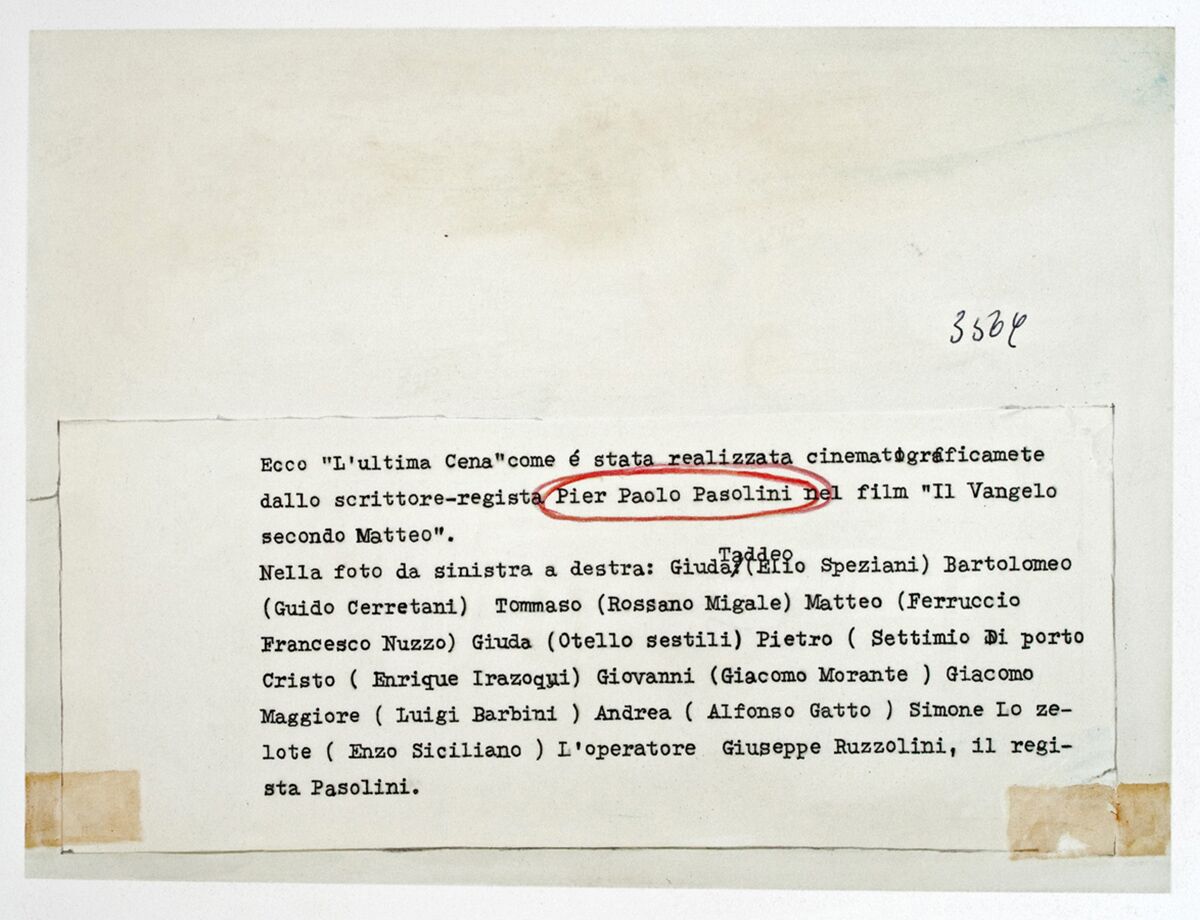 3564
Ecco "L'ultima Cena"come é stata realizzata cinematograficamete
dallo scrittore-regista Pier Paolo Pasolini nel film "Il Vangelo
secondo Matteo".
Taddeo
Nella foto da sinistra a destra: Giuda/(Elio Speziani) Bartolomeo
(Guido Cerretani) Tommaso (Rossano Migale) Matteo (Ferruccio
Francesco Nuzzo) Giuda (Otello sestili) Pietro ( Settimio Di porto
Cristo ( Enrique Irazoqui) Giovanni (Giacomo Morante ) Giacomo
Maggiore ( Luigi Barbini ) Andrea ( Alfonso Gatto ) Simone Lo ze-
lote ( Enzo Siciliano ) L'operatore Giuseppe Ruzzolini, il regi-
sta Pasolini.